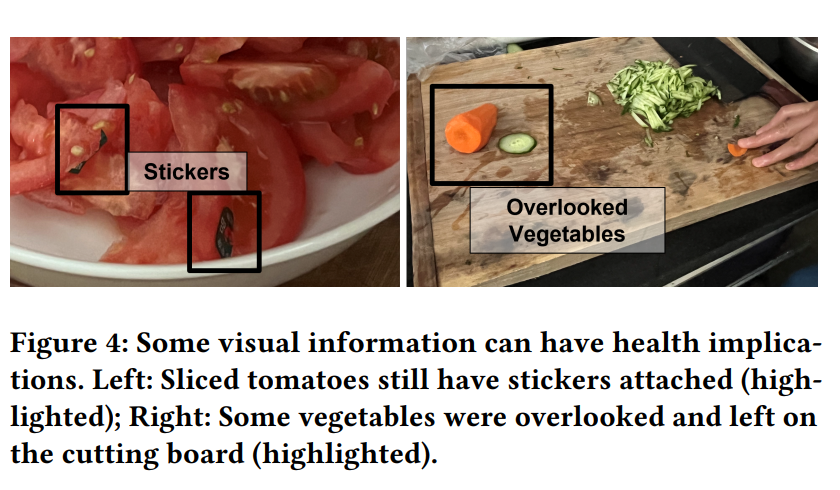 Stickers
Overlooked
Vegetables
Figure 4: Some visual information can have health implica-
tions. Left: Sliced tomatoes still have stickers attached (high-
lighted); Right: Some vegetables were overlooked and left on
the cutting board (highlighted).